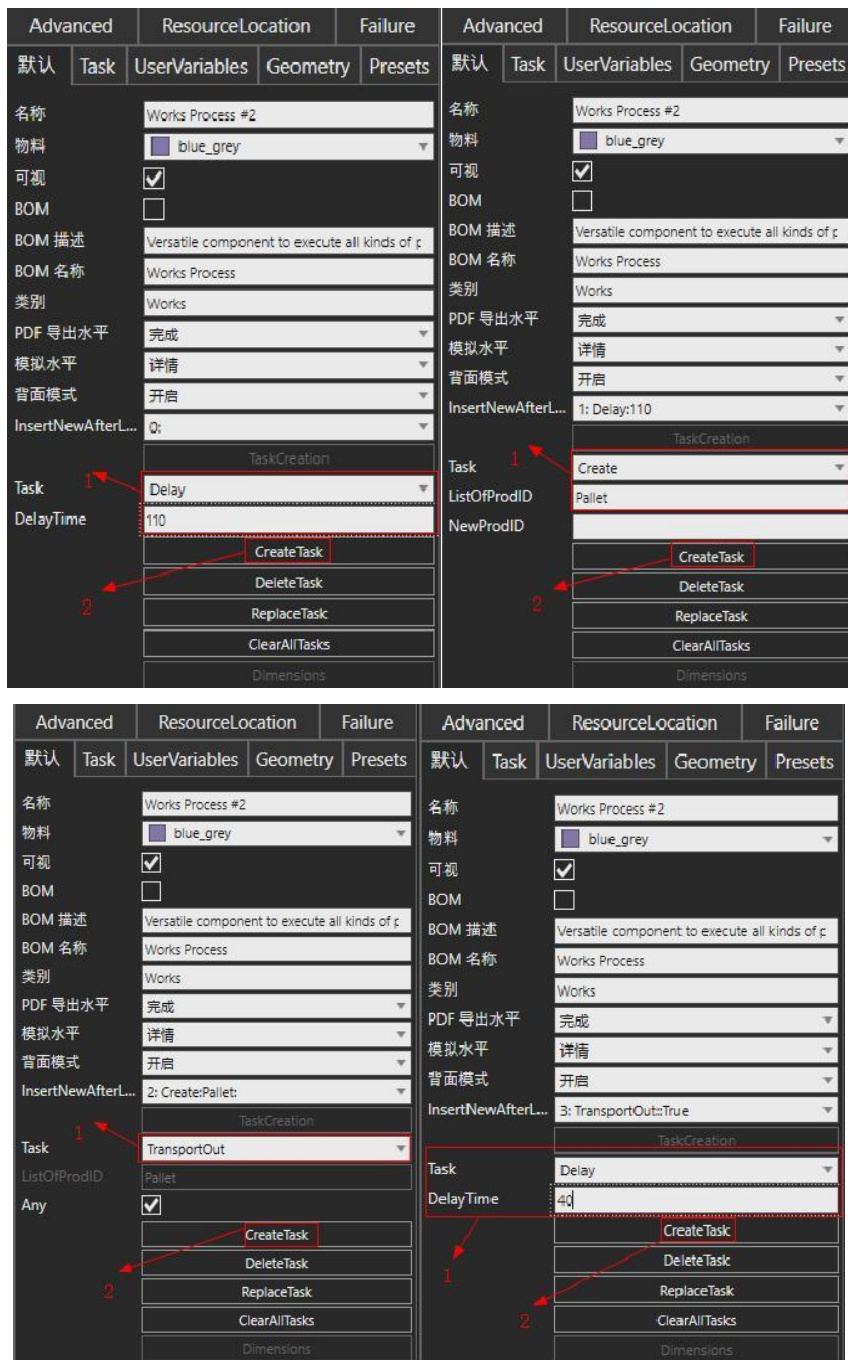 Advanced ResourceLocation Failure
默认 Task UserVariables Geometry Presets
名称 Works Process #2
物料 blue_grey
可视
BOM
BOM 描述 Versatile component to execute all kinds of p
BOM 名称 Works Process
类别 Works
PDF 导出水平 完成
模拟水平 详情
背面模式 开启
InsertNewAfterL... 0:
TaskCreation
Task 1 Delay
DelayTime 110
CreateTask
DeleteTask
2 ReplaceTask
ClearAllTasks
Dimensions
Advanced ResourceLocation Failure
默认 Task UserVariables Geometry Presets
名称 Works Process #2
物料 blue_grey
可视
BOM
BOM 描述 Versatile component to execute all kinds of p
BOM 名称 Works Process
类别 Works
PDF 导出水平 完成
模拟水平 详情
背面模式 开启
InsertNewAfterL... 1: Delay:110
TaskCreation
Task 1 Create
ListOfProdID Pallet
NewProdID
CreateTask
DeleteTask
2 ReplaceTask
ClearAllTasks
Dimensions
Advanced ResourceLocation Failure
默认 Task UserVariables Geometry Presets
名称 Works Process #2
物料 blue_grey
可视
BOM
BOM 描述 Versatile component to execute all kinds of p
BOM 名称 Works Process
类别 Works
PDF 导出水平 完成
模拟水平 详情
背面模式 开启
InsertNewAfterL... 2: Create:Pallet:
TaskCreation
1
Task TransportOut
ListOfProdID Pallet
Any
CreateTask
DeleteTask
2 ReplaceTask
ClearAllTasks
Dimensions
Advanced ResourceLocation Failure
默认 Task UserVariables Geometry Presets
名称 Works Process #2
物料 blue_grey
可视
BOM
BOM 描述 Versatile component to execute all kinds of p
BOM 名称 Works Process
类别 Works
PDF 导出水平 完成
模拟水平 详情
背面模式 开启
InsertNewAfterL... 3: TransportOut::True
TaskCreation
Task Delay
DelayTime 40
CreateTask
DeleteTask
1
ReplaceTask
2 ClearAllTasks
Dimensions